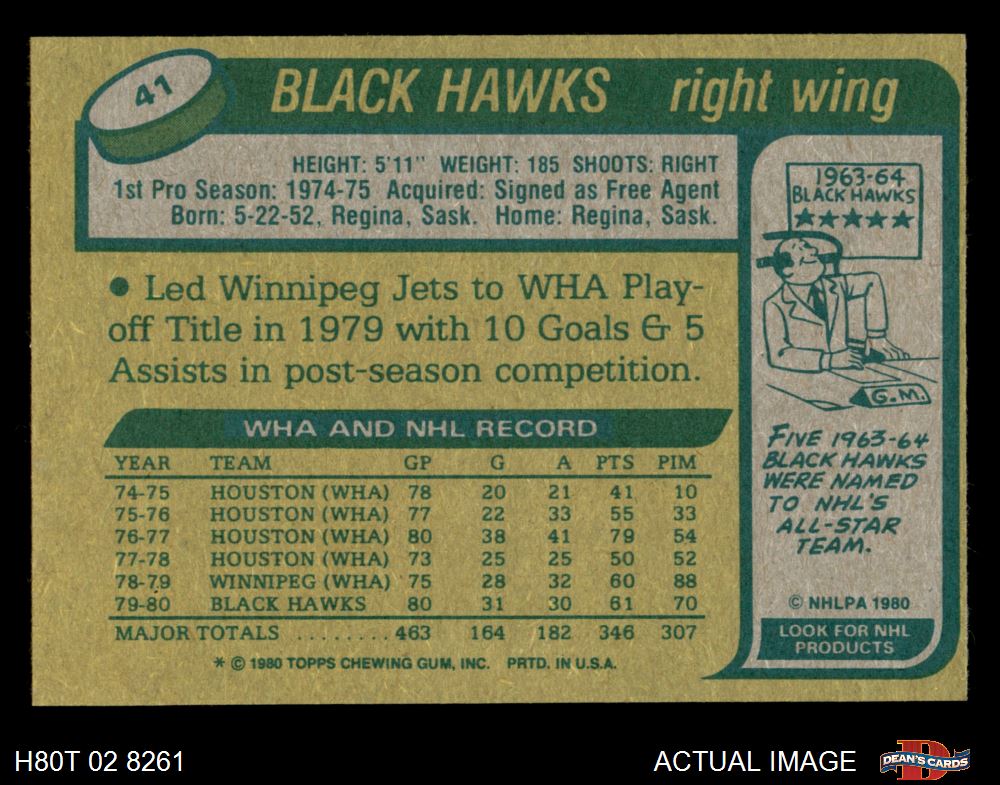 41
BLACK HAWKS right wing
HEIGHT: 5'11" WEIGHT: 185 SHOOTS: RIGHT
1st Pro Season: 1974-75 Acquired: Signed as Free Agent
Born: 5-22-52, Regina, Sask. Home: Regina, Sask.
● Led Winnipeg Jets to WHA Play-
off Title in 1979 with 10 Goals & 5
Assists in post-season competition.
WHA AND NHL RECORD
YEAR TEAM GP G A PTS PIM
74-75 HOUSTON (WHA) 78 20 21 41 10
75-76 HOUSTON (WHA) 77 22 33 55 33
76-77 HOUSTON (WHA) 80 38 41 79 54
77-78 HOUSTON (WHA) 73 25 25 50 52
78-79 WINNIPEG (WHA) 75 28 32 60 88
79-80 BLACK HAWKS 80 31 30 61 70
MAJOR TOTALS ........ 463 164 182 346 307
* © 1980 TOPPS CHEWING GUM, INC. PRTD. IN U.S.A.
1963-64
BLACK HAWKS
★★★★★
G.M.
FIVE 1963-64
BLACK HAWKS
WERE NAMED
TO NHL'S
ALL-STAR
TEAM.
© NHLPA 1980
LOOK FOR NHL
PRODUCTS
H80T 02 8261
ACTUAL IMAGE
D
DEAN'S CARDS